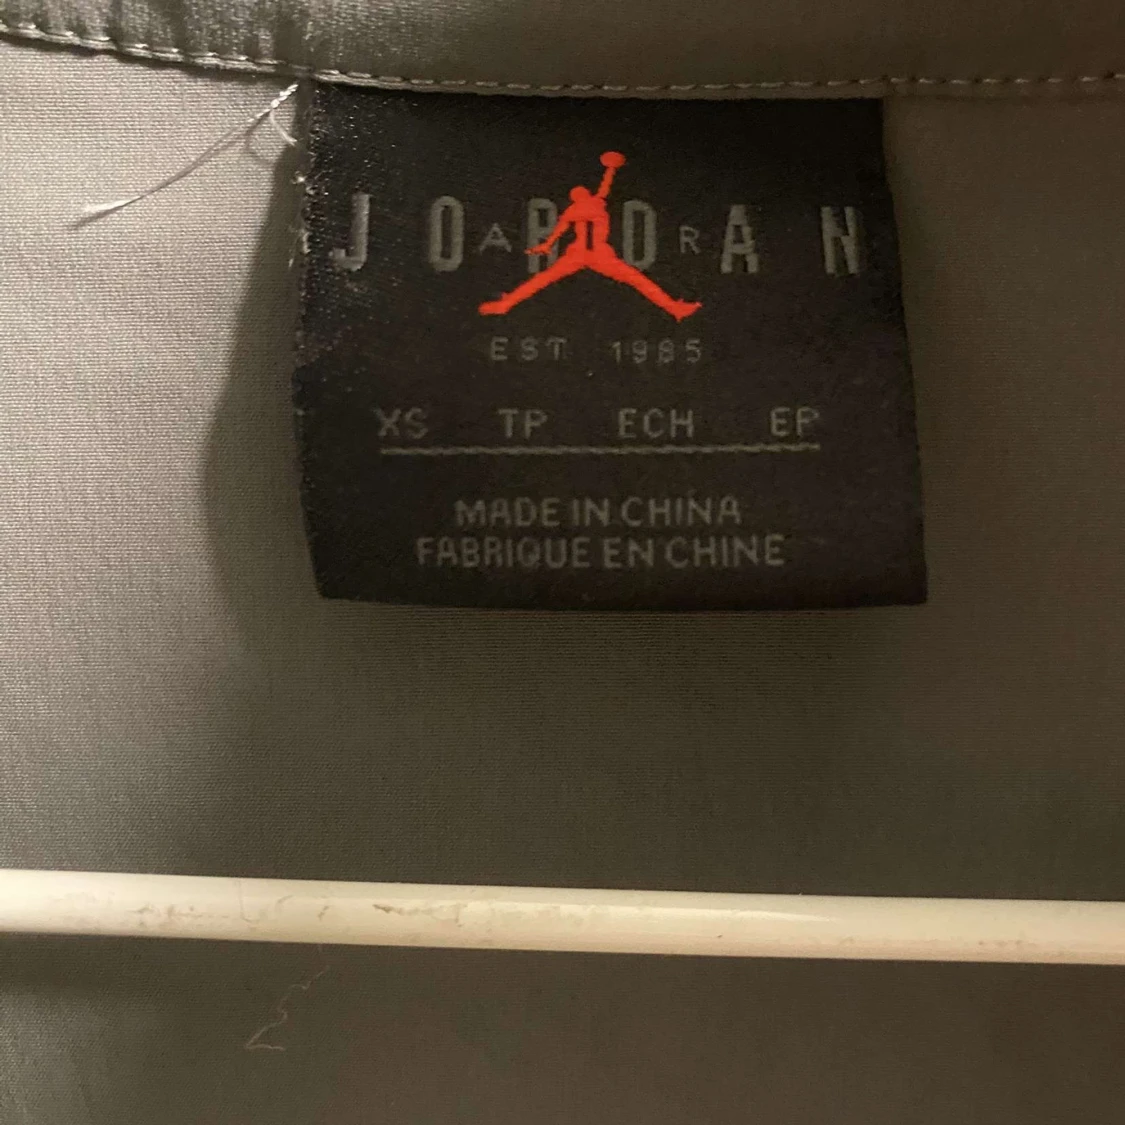 JORDAN
AIR
EST 1985
XS TP ECH EP
MADE IN CHINA
FABRIQUE EN CHINE